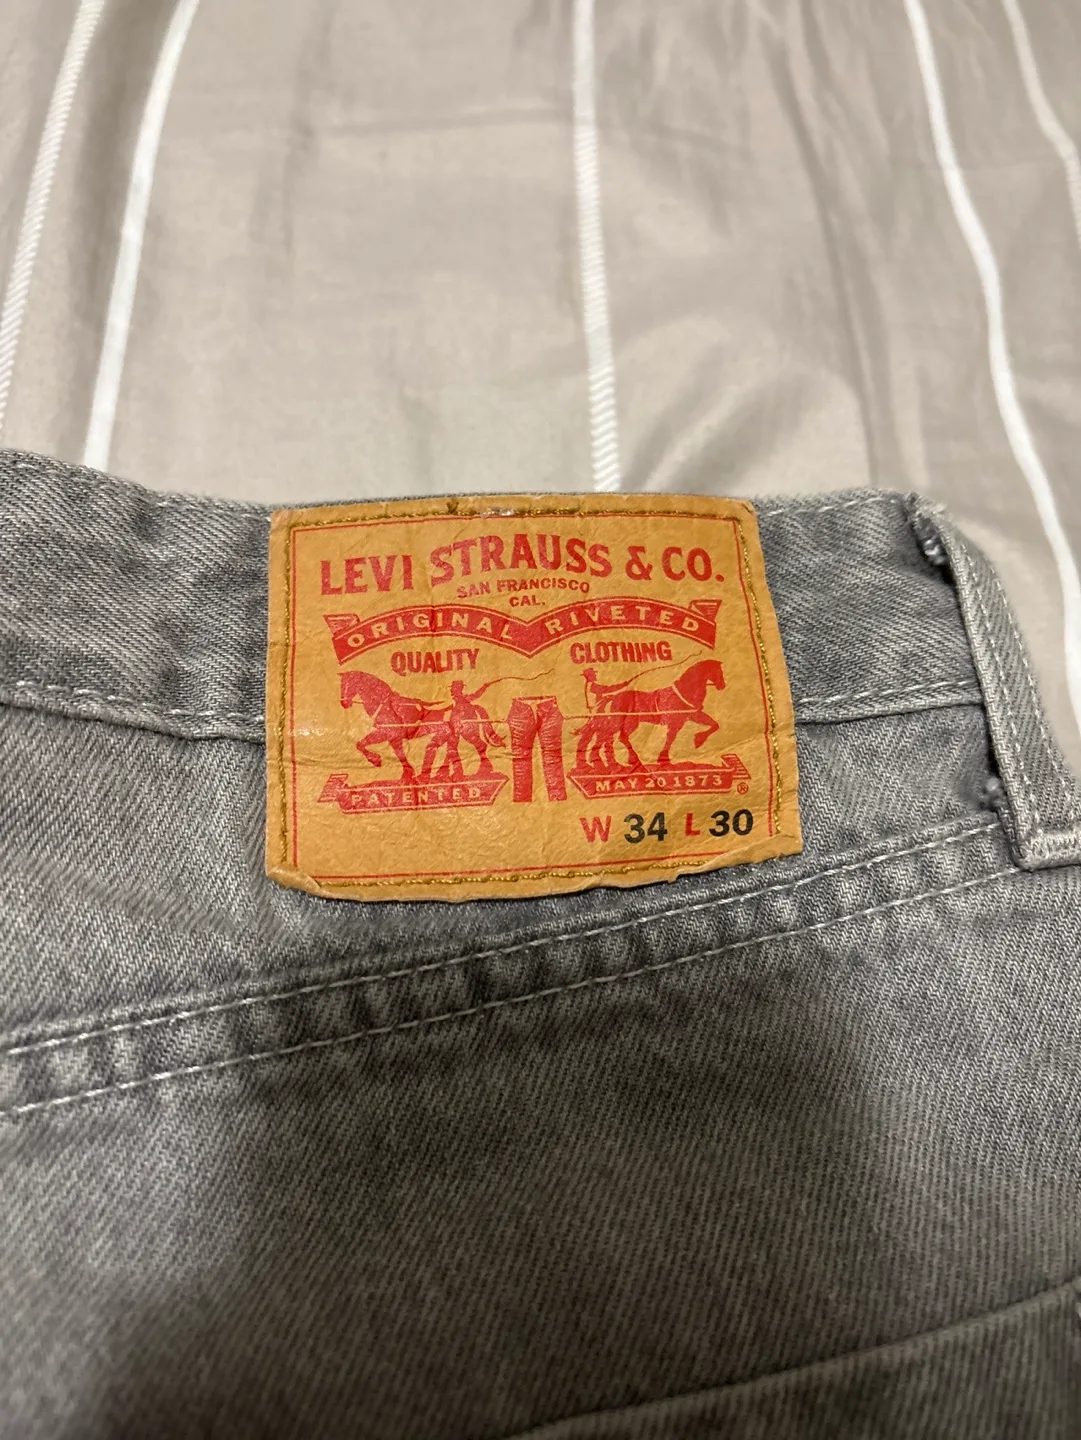 LEVI STRAUSS & CO.
SAN FRANCISCO
CAL.
ORIGINAL RIVETED
QUALITY CLOTHING
PATENTED MAY 20 1873 ®
W 34 L 30